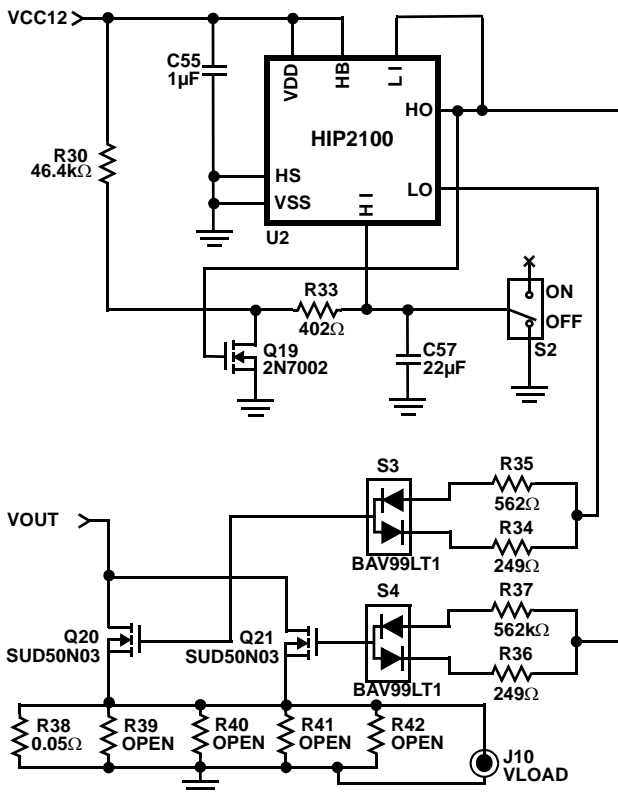 VCC12
C55
1µF
VDD
HB
LI
HO
HIP2100
R30
46.4kΩ
HS
LO
VSS
HI
U2
R33
402Ω
ON
OFF
S2
Q19
2N7002
C57
22µF
S3
R35
562Ω
VOUT
R34
249Ω
BAV99LT1
S4
R37
562kΩ
Q20
SUD50N03
Q21
SUD50N03
R36
249Ω
BAV99LT1
R38
0.05Ω
R39
OPEN
R40
OPEN
R41
OPEN
R42
OPEN
J10
VLOAD